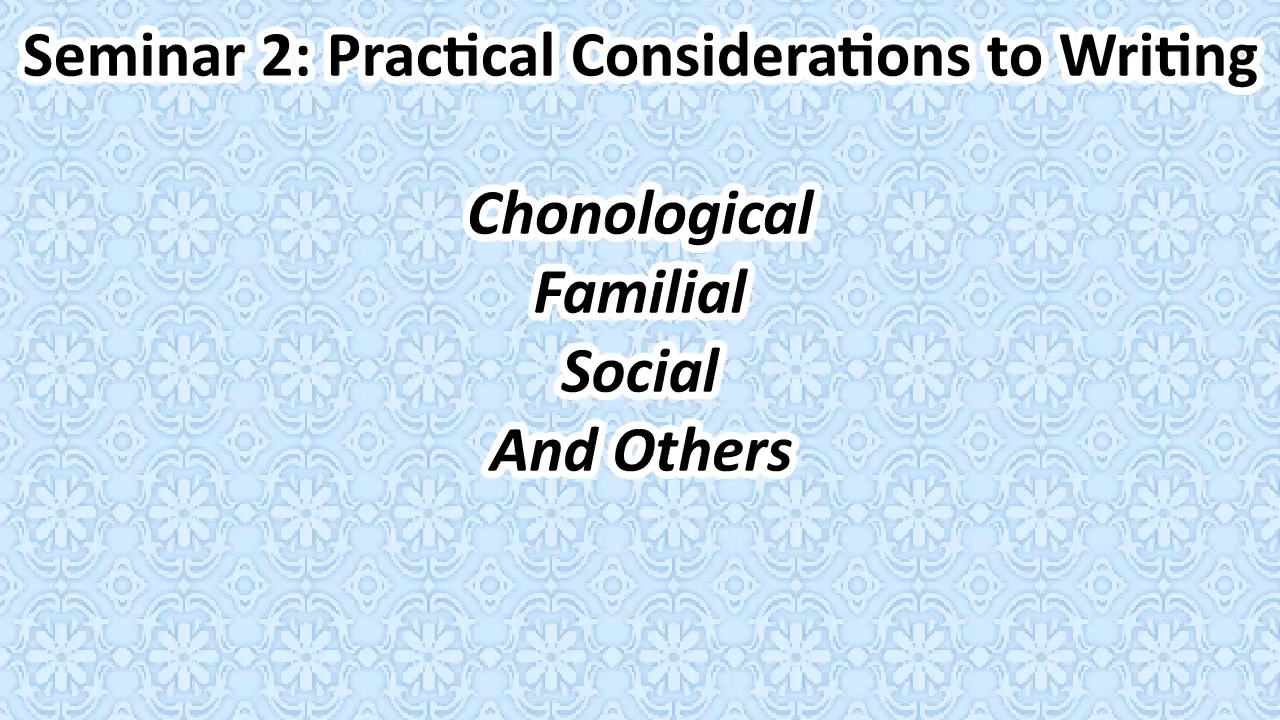 Seminar 2: Practical Considerations to Writing
Chonological
Familial
Social
And Others